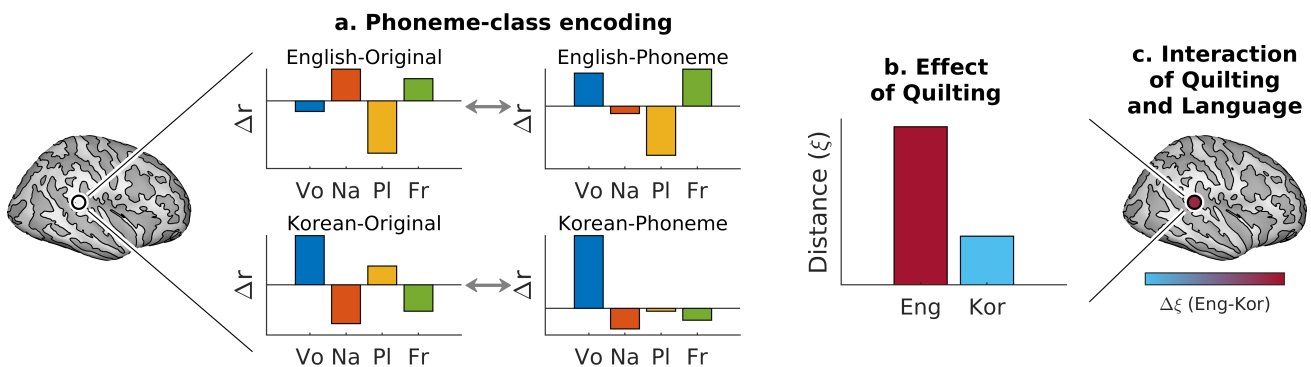 a. Phoneme-class encoding
English-Original
Δr
Vo Na Pl Fr
English-Phoneme
Δr
Vo Na Pl Fr
Korean-Original
Δr
Vo Na Pl Fr
Korean-Phoneme
Δr
Vo Na Pl Fr
b. Effect
of Quilting
Distance (ξ)
Eng Kor
c. Interaction
of Quilting
and Language
Δξ (Eng-Kor)